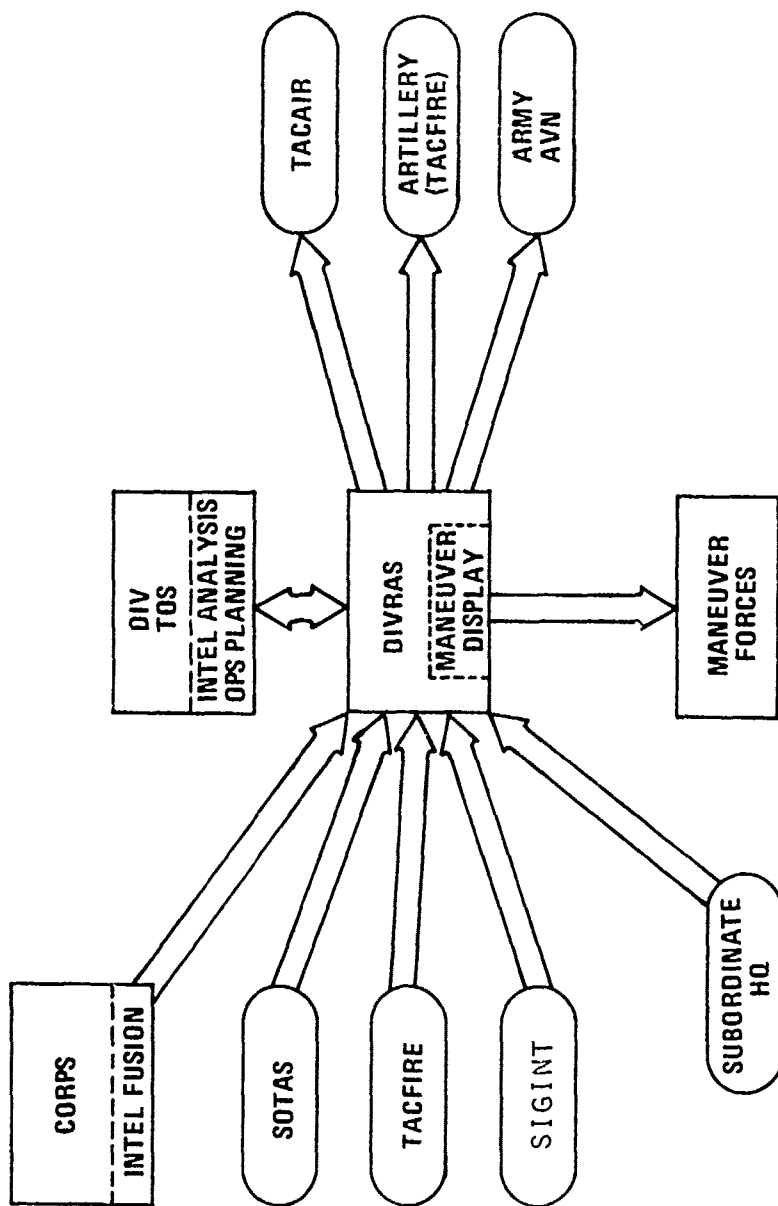 SUBORDINATE
HQ
SIGINT
TACFIRE
SOTAS
CORPS
INTEL FUSION
MANEUVER
FORCES
DIVRAS
MANEUVER
DISPLAY
DIV
TOS
INTEL ANALYSIS
OPS PLANNING
ARMY
AVN
ARTILLERY
(TACFIRE)
TACAIR